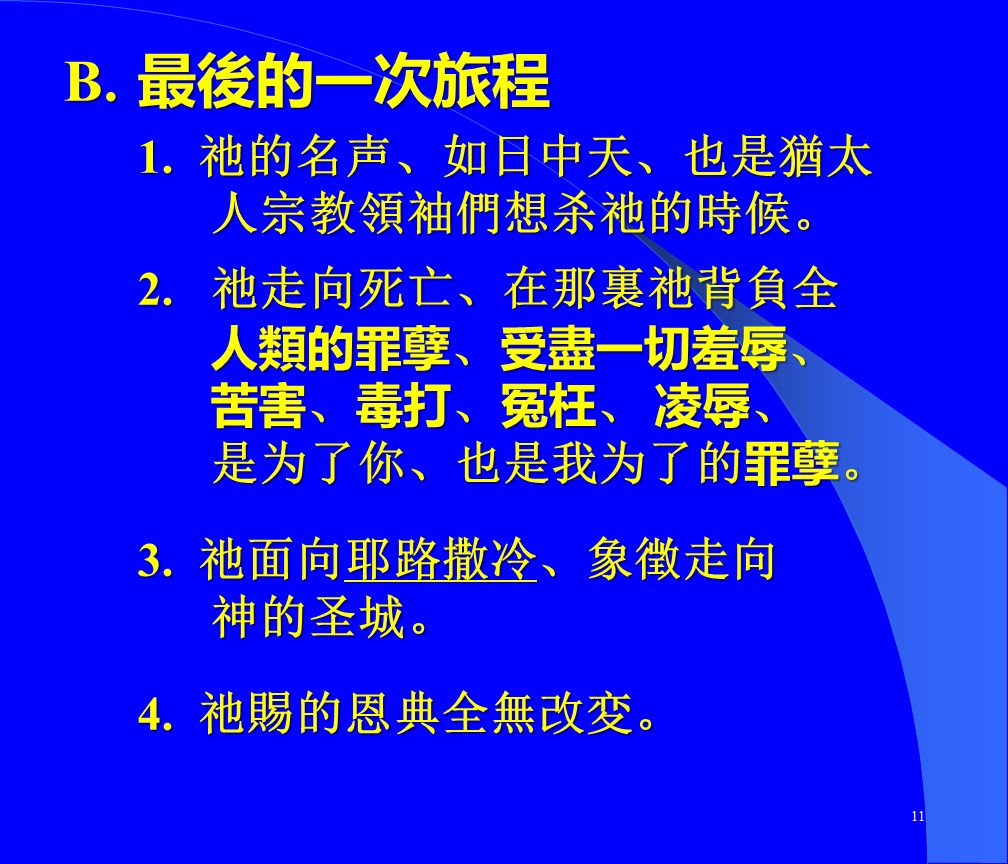 B. 最後的一次旅程
1. 祂的名声、如日中天、也是猶太
人宗教領袖們想杀祂的時候。
2. 祂走向死亡、在那裏祂背負全
人類的罪孽、受盡一切羞辱、
苦害、毒打、冤枉、 凌辱、
是为了你、也是我为了的罪孽。
3. 祂面向耶路撒冷、象徵走向
神的圣城。
4. 祂賜的恩典全無改变。
11